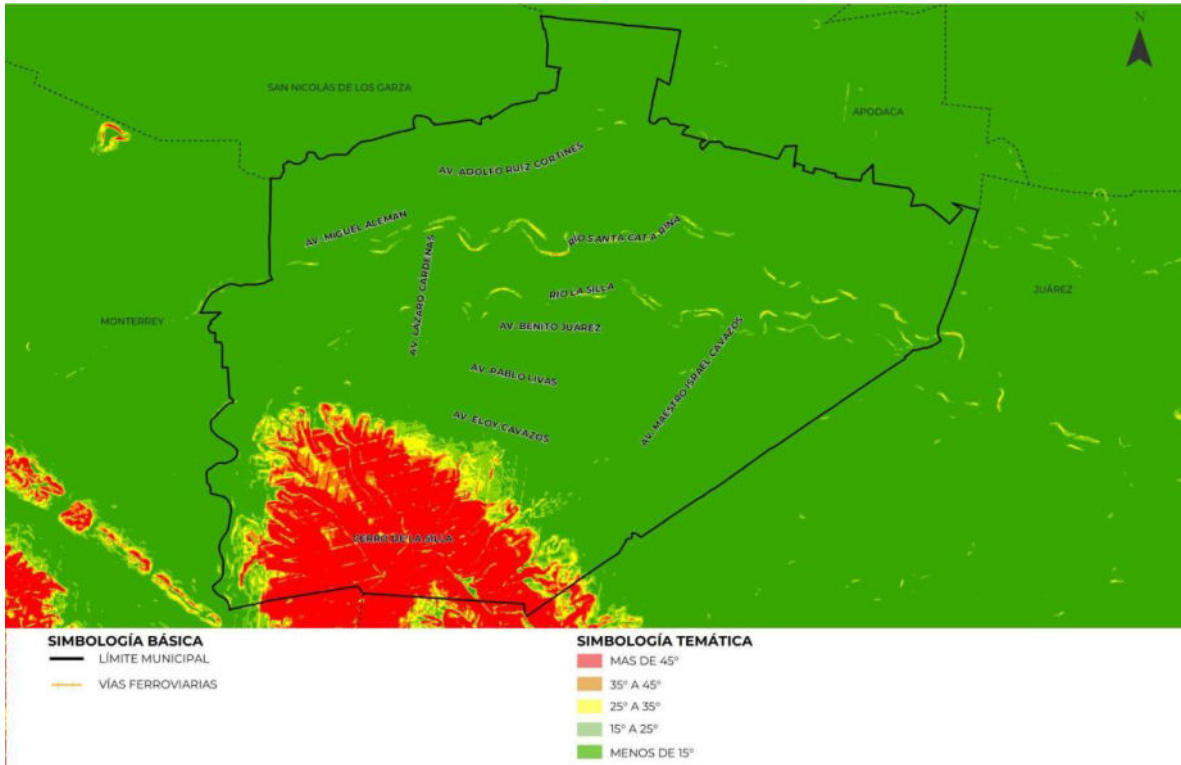 N
SAN NICOLÁS DE LOS GARZA
APODACA
AV. ADOLFO RUIZ CORTINES
AV. MIGUEL ALEMAN
RIO SANTA CATARINA
AV. LAZARO CARDENAS
RIO LA SILLA
JUÁREZ
MONTERREY
AV. BENITO JUAREZ
AV. MAESTRO ISRAEL CAVAZOS
AV. PABLO LIVAS
AV. ELOY CAVAZOS
CERRO DE LA SILLA
SIMBOLOGÍA BÁSICA
LÍMITE MUNICIPAL
VÍAS FERROVIARIAS
SIMBOLOGÍA TEMÁTICA
MAS DE 45°
35° A 45°
25° A 35°
15° A 25°
MENOS DE 15°